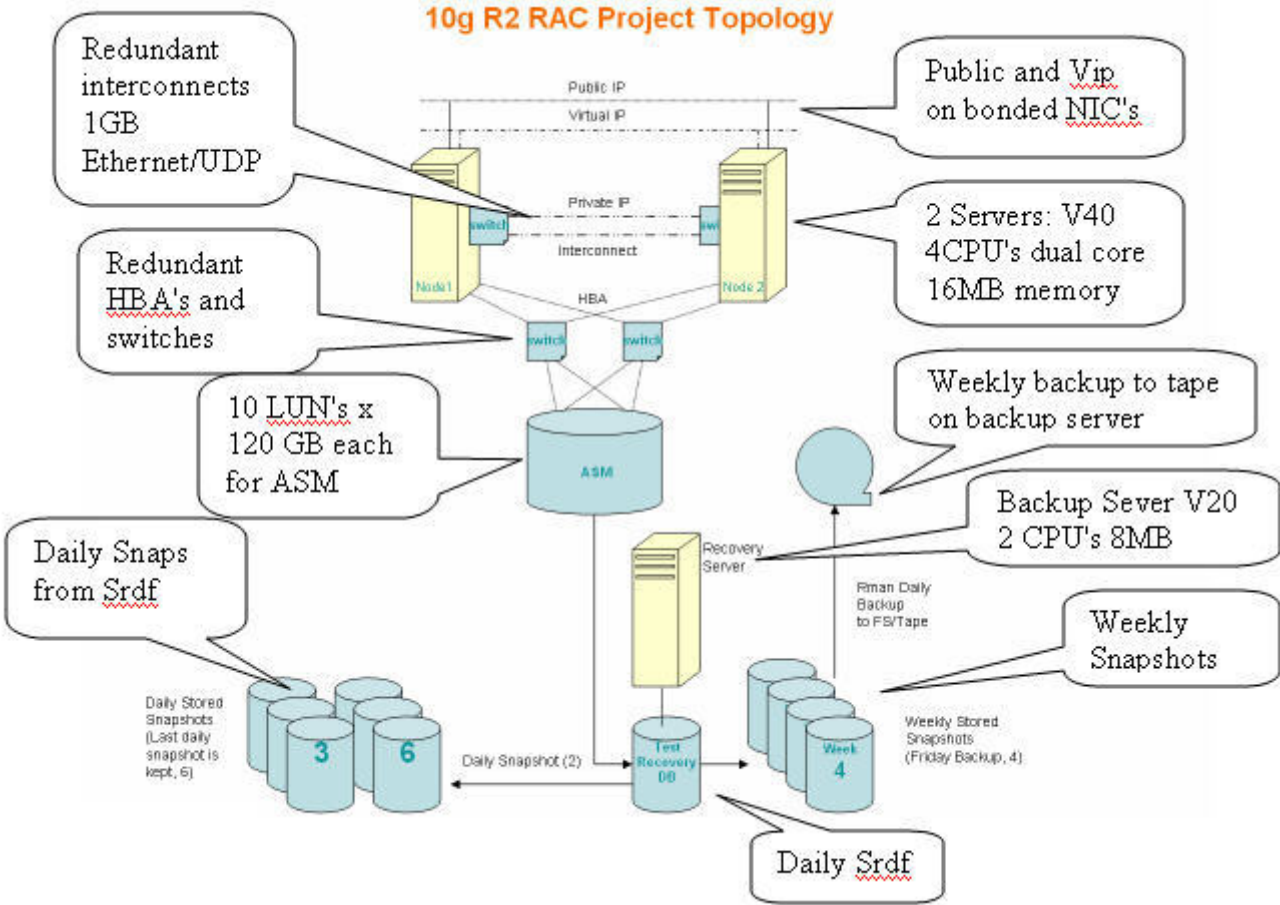 10g R2 RAC Project Topology
Redundant
interconnects
1GB
Ethernet/UDP
Public IP
Virtual IP
Public and Vip
on bonded NIC's
Private IP
switch
swi
Interconnect
Node1
Node 2
2 Servers: V40
4CPU's dual core
16MB memory
Redundant
HBA's and
switches
HBA
switch
switch
10 LUN's x
120 GB each
for ASM
ASM
Weekly backup to tape
on backup server
Backup Sever V20
2 CPU's 8MB
Recovery
Server
Rman Daily
Backup
to FS/Tape
Daily Snaps
from Srdf
Weekly
Snapshots
Daily Stored
Snapshots
(Last daily
snapshot is
kept, 6)
3
6
Daily Snapshot (2)
Test
Recovery
DB
Week
4
Weekly Stored
Snapshots
(Friday Backup, 4)
Daily Srdf